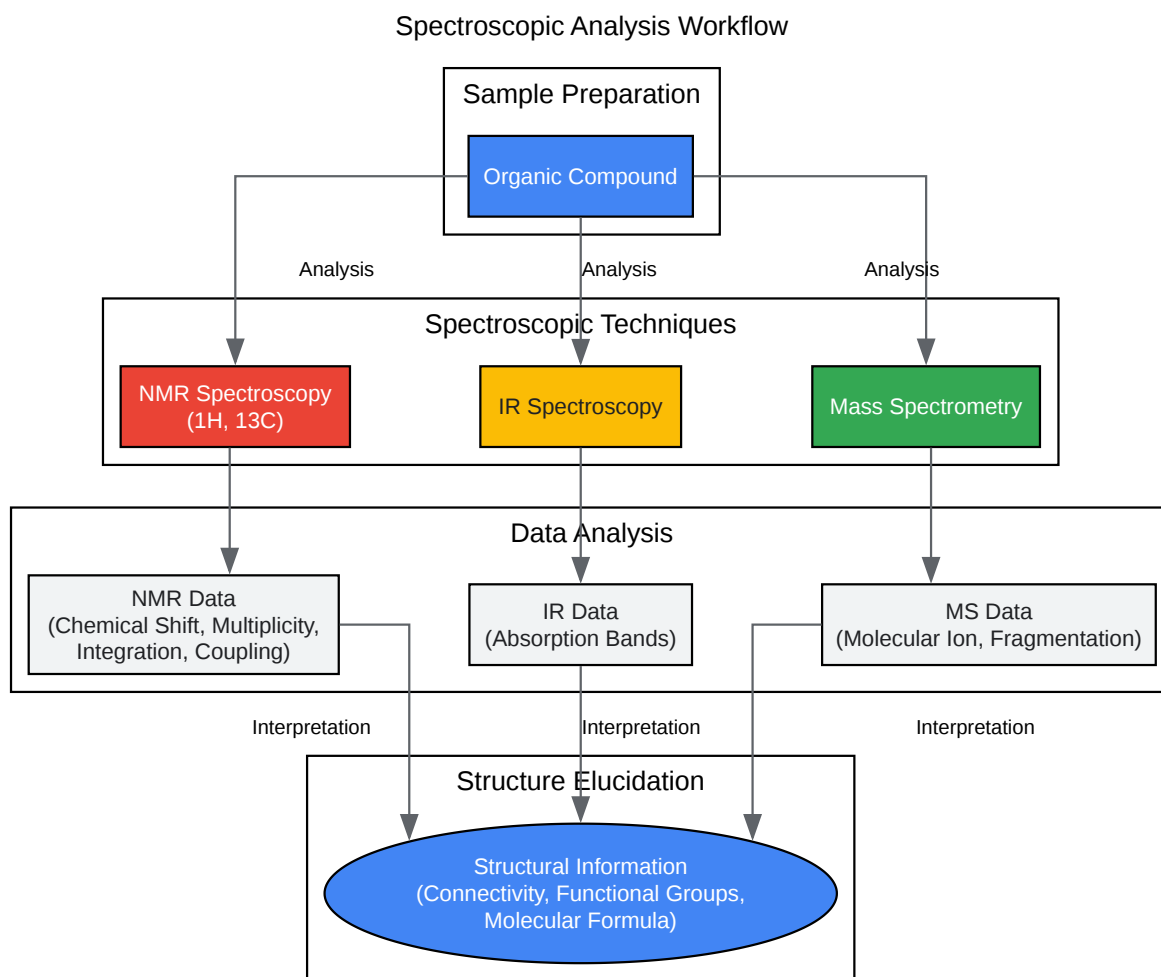 Spectroscopic Analysis Workflow
Sample Preparation
Organic Compound
Analysis
Analysis
Analysis
Spectroscopic Techniques
NMR Spectroscopy
(1H, 13C)
IR Spectroscopy
Mass Spectrometry
Data Analysis
NMR Data
(Chemical Shift, Multiplicity,
Integration, Coupling)
IR Data
(Absorption Bands)
MS Data
(Molecular Ion, Fragmentation)
Interpretation
Interpretation
Interpretation
Structure Elucidation
Structural Information
(Connectivity, Functional Groups,
Molecular Formula)